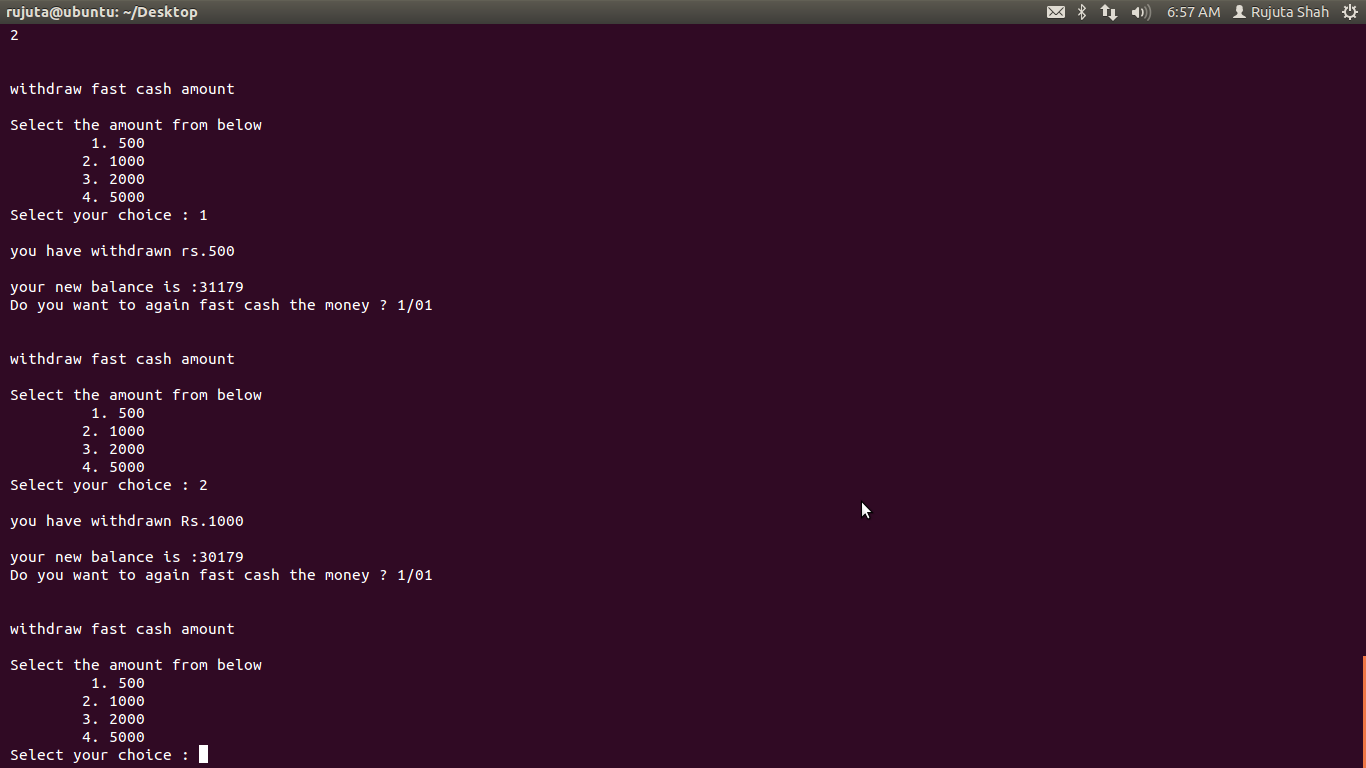 rujuta@ubuntu: ~/Desktop
6:57 AM
Rujuta Shah
2
withdraw fast cash amount
Select the amount from below
1. 500
2. 1000
3. 2000
4. 5000
Select your choice : 1
you have withdrawn rs.500
your new balance is :31179
Do you want to again fast cash the money ? 1/01
withdraw fast cash amount
Select the amount from below
1. 500
2. 1000
3. 2000
4. 5000
Select your choice : 2
you have withdrawn Rs.1000
your new balance is :30179
Do you want to again fast cash the money ? 1/01
withdraw fast cash amount
Select the amount from below
1. 500
2. 1000
3. 2000
4. 5000
Select your choice :